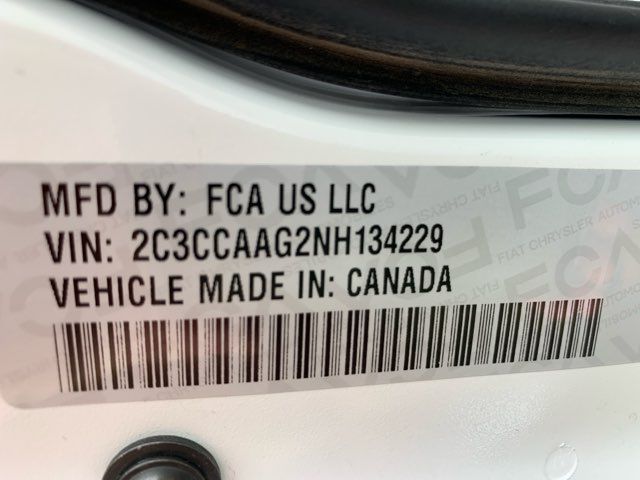 MFD BY: FCA US LLC
VIN: 2C3CCAAG2NH134229
VEHICLE MADE IN: CANADA